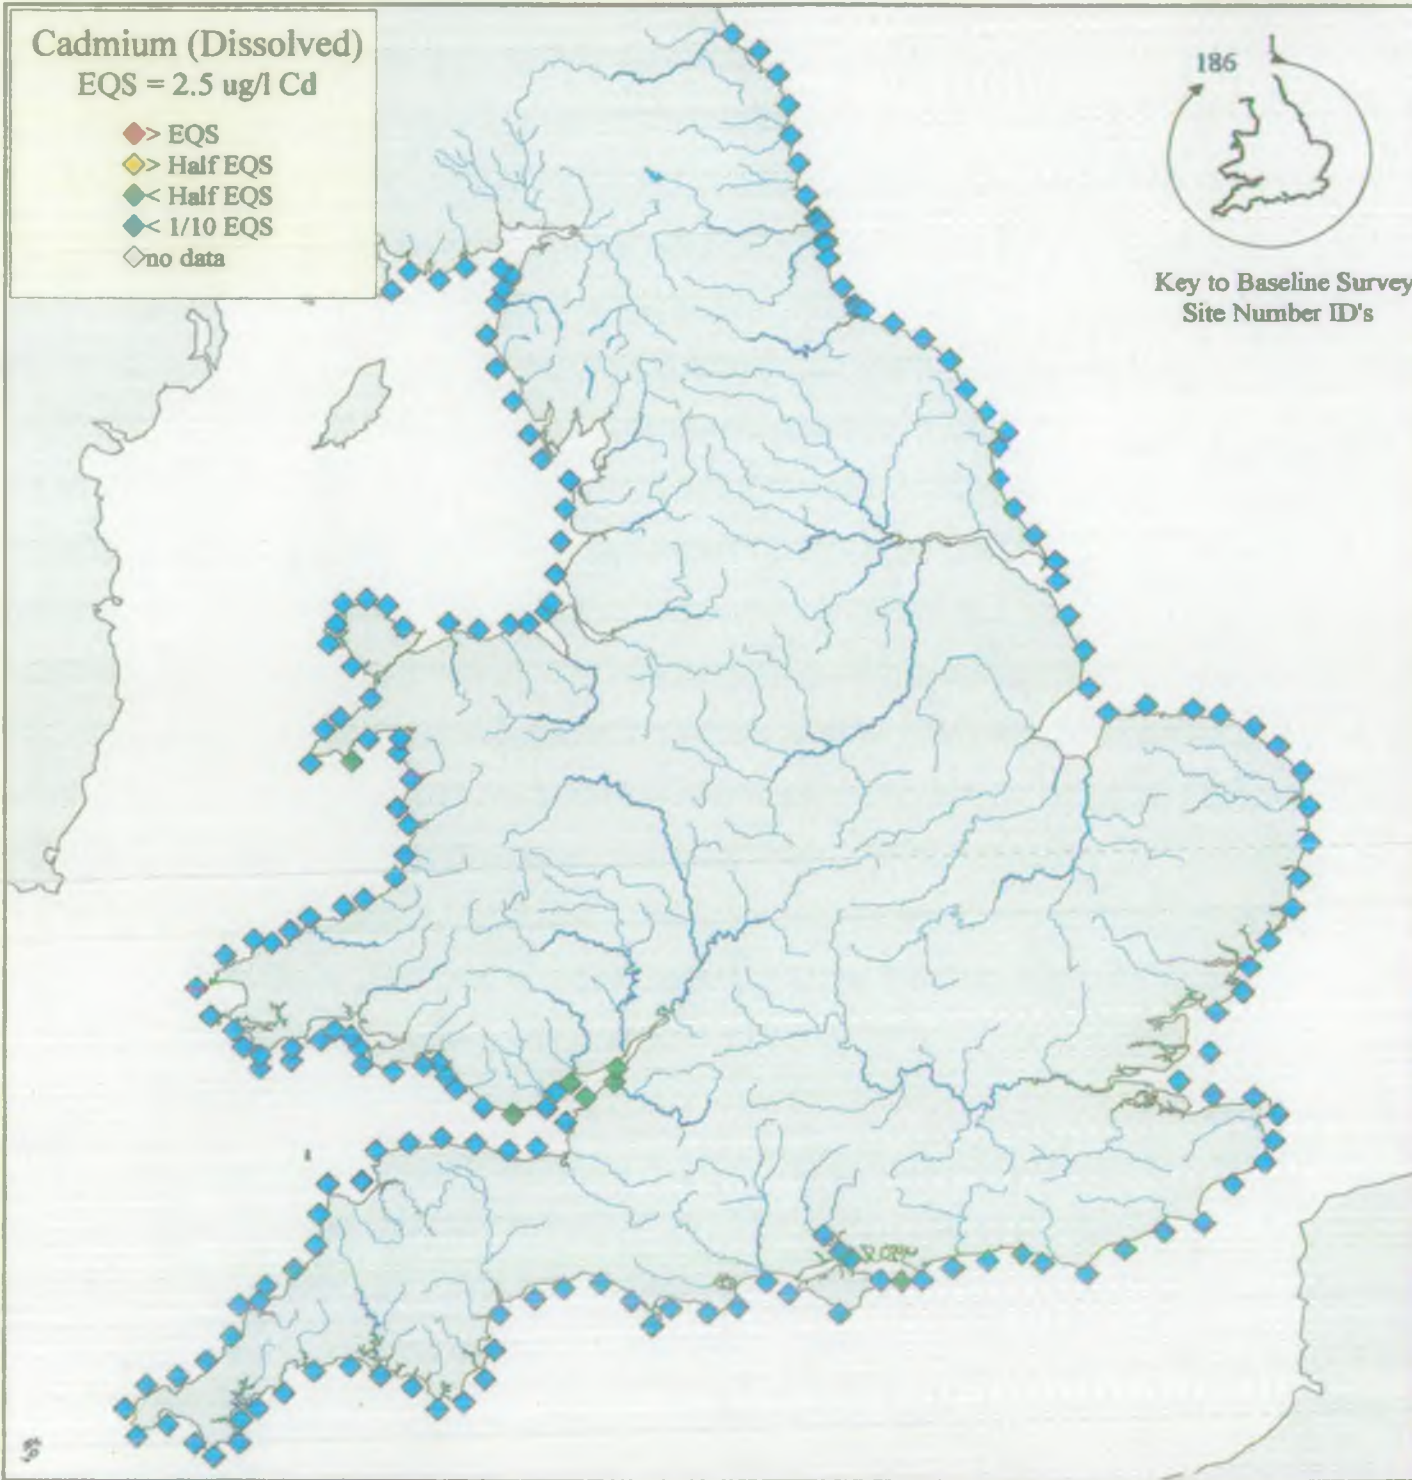 Cadmium (Dissolved)
EQS = 2.5 ug/l Cd
> EQS
> Half EQS
< Half EQS
< 1/10 EQS
no data
186
Key to Baseline Survey
Site Number ID's